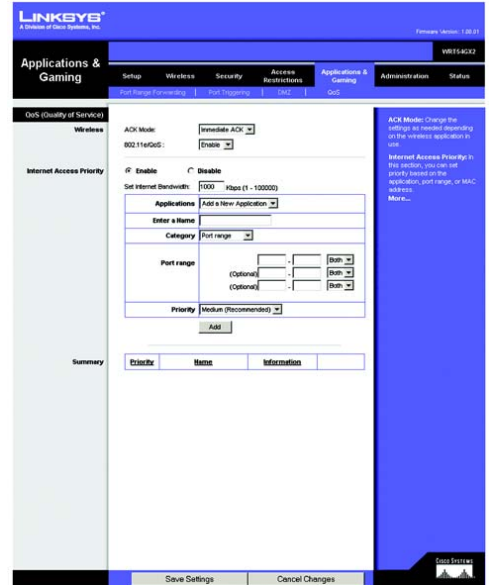 LINKSYS®
A Division of Cisco Systems, Inc.
Firmware Version: 1.00.01
WRT54GX2
Applications & Gaming
Setup Wireless Security Access Restrictions Applications & Gaming Administration Status
Port Range Forwarding | Port Triggering | DMZ | QoS
QoS (Quality of Service)
Wireless
ACK Mode: Immediate ACK
802.11e/QoS : Enable
Internet Access Priority
Enable Disable
Set Internet Bandwidth: 1000 Kbps (1 - 100000)
Applications Add a New Application
Enter a Name
Category Port range
Port range - Both
(Optional) - Both
(Optional) - Both
Priority Medium (Recommended)
Add
Summary
Priority Name Information
ACK Mode: Change the
settings as needed depending
on the wireless application in
use.
Internet Access Priority: In
this section, you can set
priority based on the
application, port range, or MAC
address.
More...
Save Settings Cancel Changes
CISCO SYSTEMS